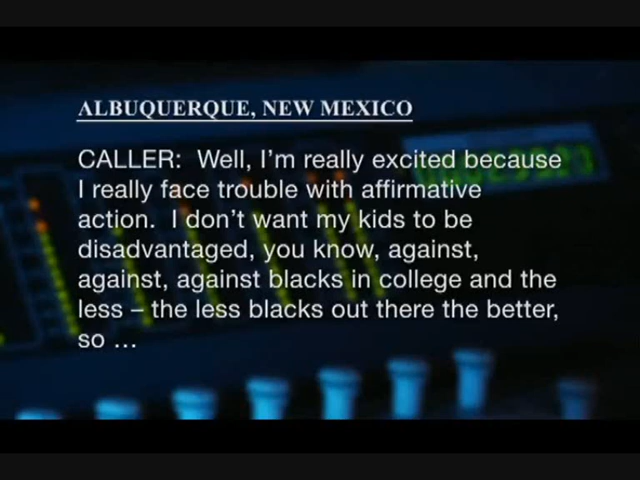 ALBUQUERQUE, NEW MEXICO
CALLER: Well, I'm really excited because
I really face trouble with affirmative
action. I don't want my kids to be
disadvantaged, you know, against,
against, against blacks in college and the
less – the less blacks out there the better,
so ...